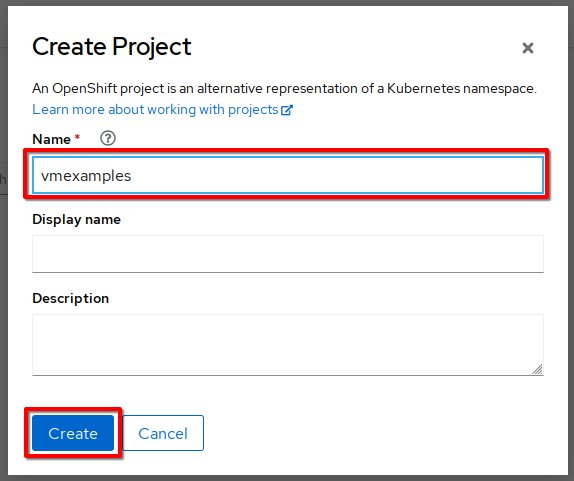 Create Project
An OpenShift project is an alternative representation of a Kubernetes namespace.
Learn more about working with projects
Name *
vmexamples
Display name
Description
Create Cancel